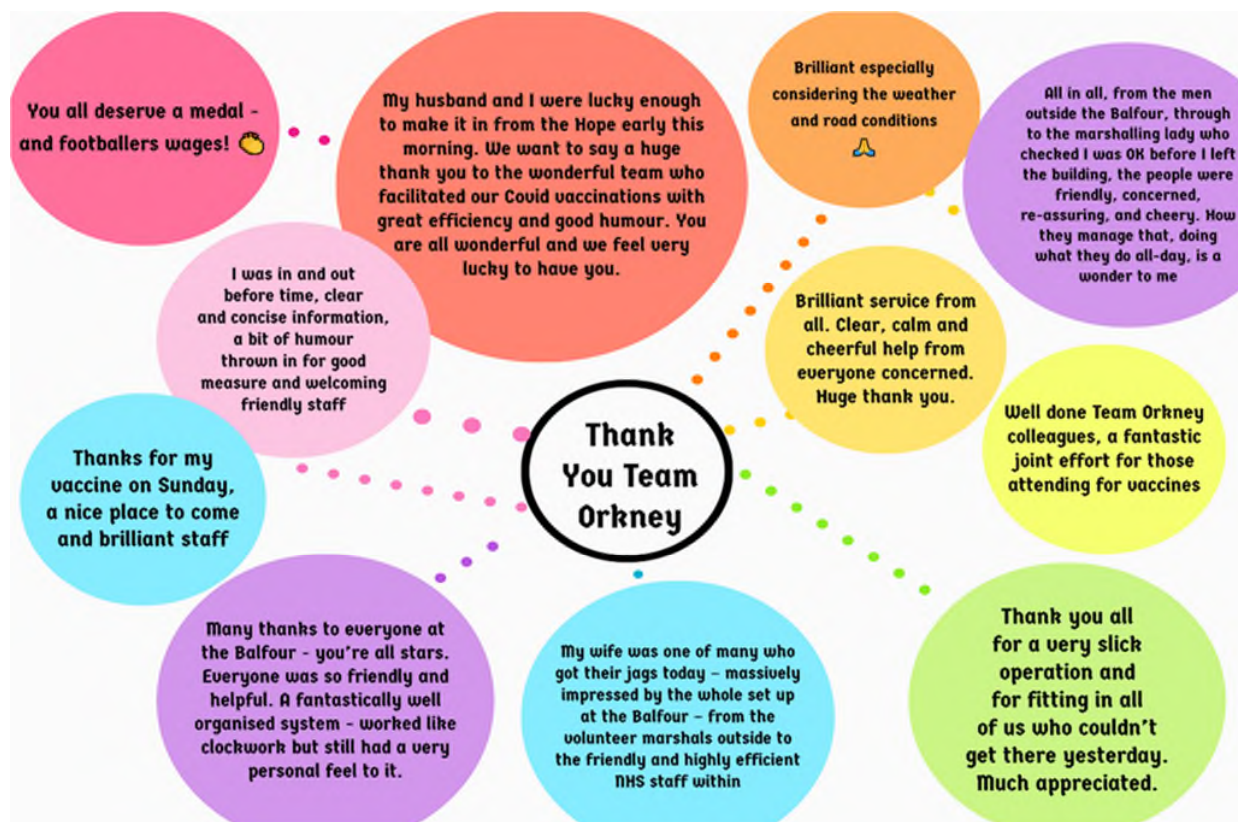 You all deserve a medal -
and footballers wages! 👏
My husband and I were lucky enough
to make it in from the Hope early this
morning. We want to say a huge
thank you to the wonderful team who
facilitated our Covid vaccinations with
great efficiency and good humour. You
are all wonderful and we feel very
lucky to have you.
Brilliant especially
considering the weather
and road conditions
🙏
All in all, from the men
outside the Balfour, through
to the marshalling lady who
checked I was OK before I left
the building, the people were
friendly, concerned,
re-assuring, and cheery. How
they manage that, doing
what they do all-day, is a
wonder to me
I was in and out
before time, clear
and concise information,
a bit of humour
thrown in for good
measure and welcoming
friendly staff
Brilliant service from
all. Clear, calm and
cheerful help from
everyone concerned.
Huge thank you.
Thank
You Team
Orkney
Well done Team Orkney
colleagues, a fantastic
joint effort for those
attending for vaccines
Thanks for my
vaccine on Sunday,
a nice place to come
and brilliant staff
Many thanks to everyone at
the Balfour - you're all stars.
Everyone was so friendly and
helpful. A fantastically well
organised system - worked like
clockwork but still had a very
personal feel to it.
My wife was one of many who
got their jags today – massively
impressed by the whole set up
at the Balfour – from the
volunteer marshals outside to
the friendly and highly efficient
NHS staff within
Thank you all
for a very slick
operation and
for fitting in all
of us who couldn't
get there yesterday.
Much appreciated.